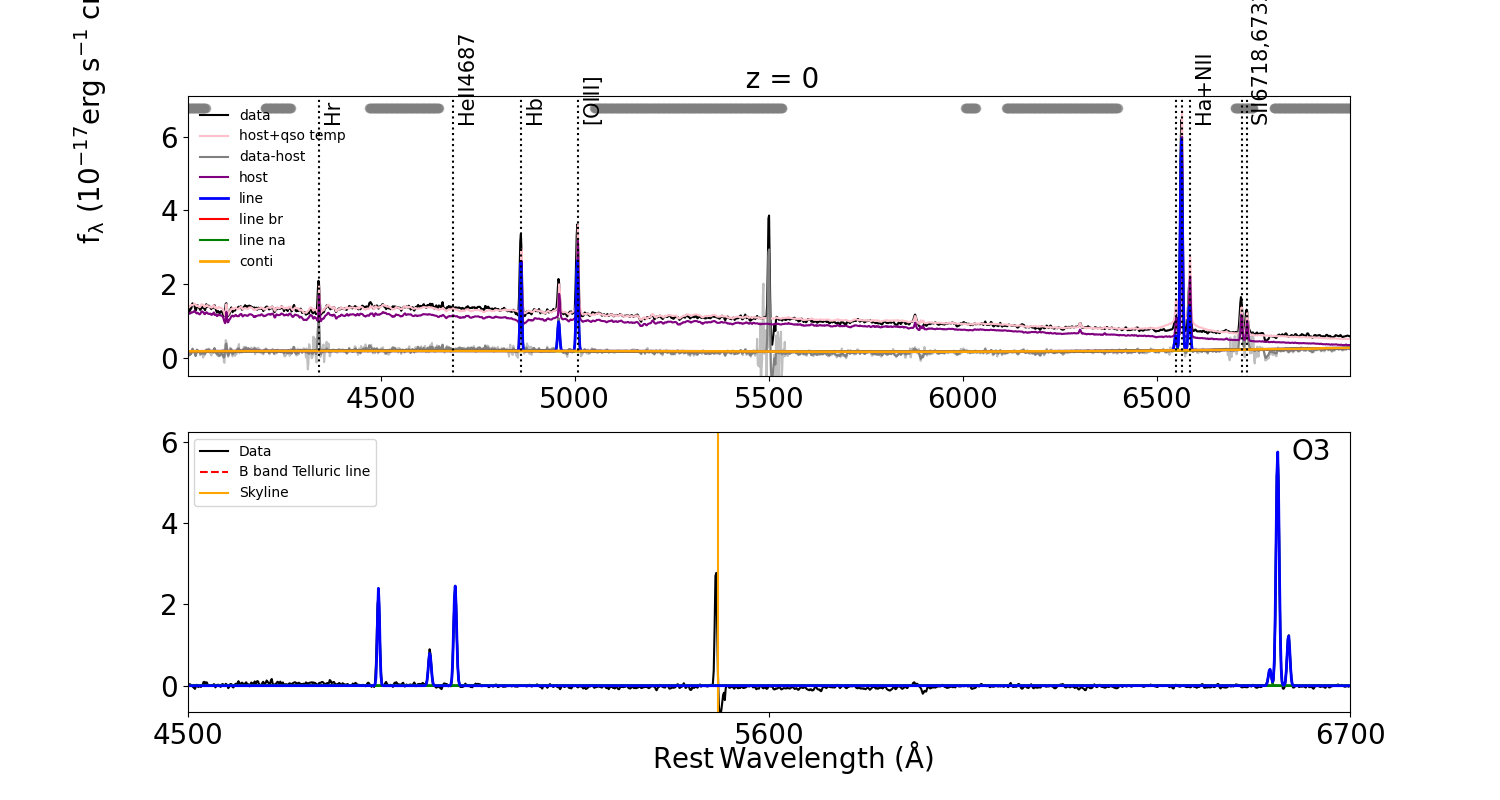 z = 0
f_λ (10^−17 erg s^−1
Hr
HeII4687
Hb
[OIII]
Ha+NII
SII6718,673
data
host+qso temp
data-host
host
line
line br
line na
conti
6
4
2
0
4500 5000 5500 6000 6500
Data
B band Telluric line
Skyline
O3
6
4
2
0
4500 5600 6700
Rest Wavelength (Å)